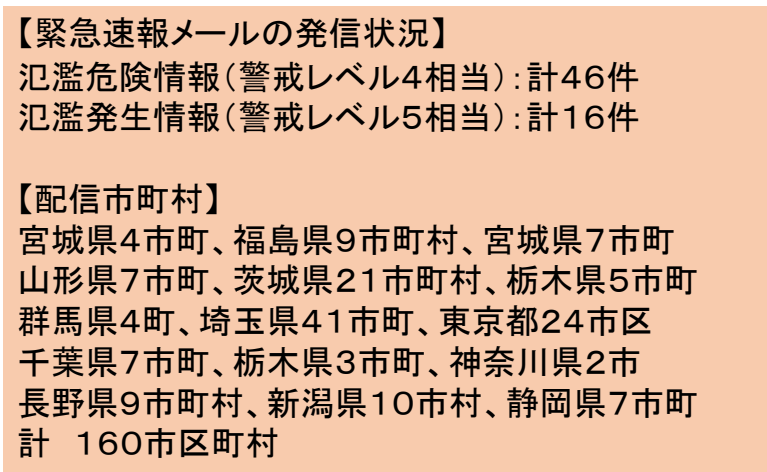 【緊急速報メールの発信状況】
氾濫危険情報（警戒レベル４相当）：計４６件
氾濫発生情報（警戒レベル５相当）：計１６件
【配信市町村】
宮城県４市町、福島県９市町村、宮城県７市町
山形県７市町、茨城県２１市町村、栃木県５市町
群馬県４町、埼玉県４１市町、東京都２４市区
千葉県７市町、栃木県３市町、神奈川県２市
長野県９市町村、新潟県１０市村、静岡県７市町
計　１６０市区町村